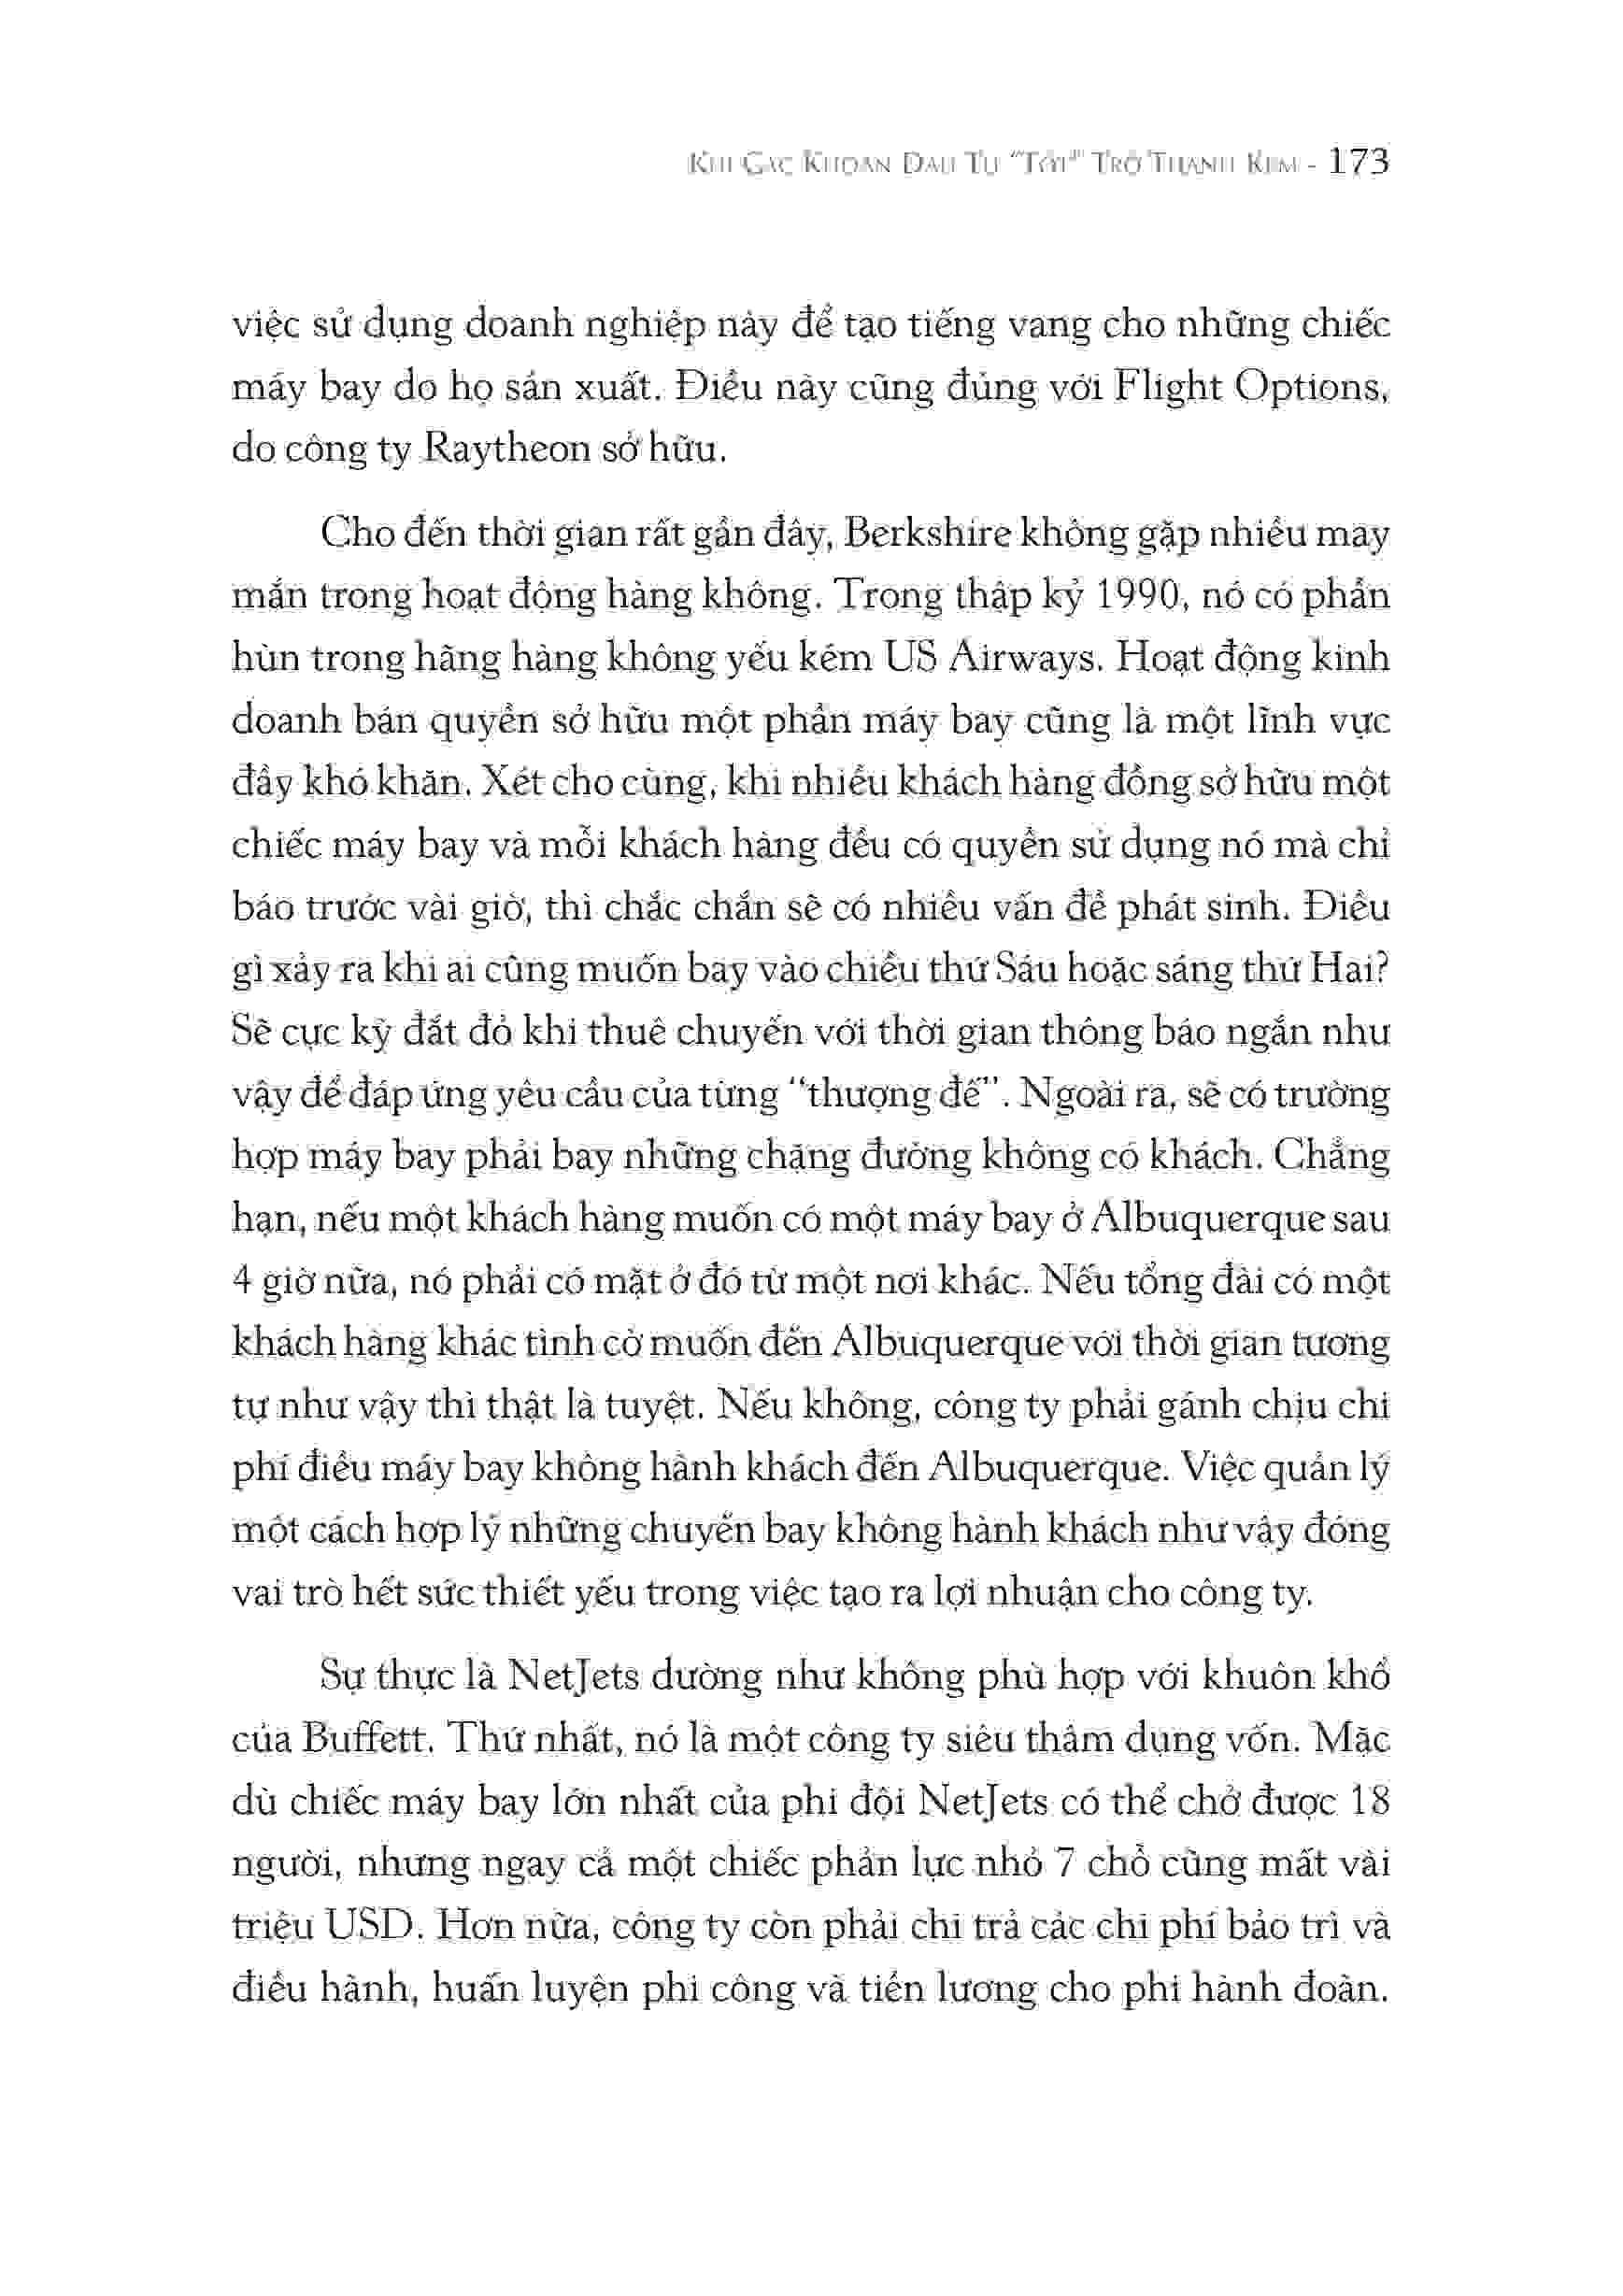 Khi Các Khoản Đầu Tư "Tốt" Trở Thành Kém - 173
việc sử dụng doanh nghiệp này để tạo tiếng vang cho những chiếc
máy bay do họ sản xuất. Điều này cũng đúng với Flight Options,
do công ty Raytheon sở hữu.
Cho đến thời gian rất gần đây, Berkshire không gặp nhiều may
mắn trong hoạt động hàng không. Trong thập kỷ 1990, nó có phần
hùn trong hãng hàng không yếu kém US Airways. Hoạt động kinh
doanh bán quyền sở hữu một phần máy bay cũng là một lĩnh vực
đầy khó khăn. Xét cho cùng, khi nhiều khách hàng đồng sở hữu một
chiếc máy bay và mỗi khách hàng đều có quyền sử dụng nó mà chỉ
báo trước vài giờ, thì chắc chắn sẽ có nhiều vấn đề phát sinh. Điều
gì xảy ra khi ai cũng muốn bay vào chiều thứ Sáu hoặc sáng thứ Hai?
Sẽ cực kỳ đắt đỏ khi thuê chuyến với thời gian thông báo ngắn như
vậy để đáp ứng yêu cầu của từng "thượng đế". Ngoài ra, sẽ có trường
hợp máy bay phải bay những chặng đường không có khách. Chẳng
hạn, nếu một khách hàng muốn có một máy bay ở Albuquerque sau
4 giờ nữa, nó phải có mặt ở đó từ một nơi khác. Nếu tổng đài có một
khách hàng khác tình cờ muốn đến Albuquerque với thời gian tương
tự như vậy thì thật là tuyệt. Nếu không, công ty phải gánh chịu chi
phí điều máy bay không hành khách đến Albuquerque. Việc quản lý
một cách hợp lý những chuyến bay không hành khách như vậy đóng
vai trò hết sức thiết yếu trong việc tạo ra lợi nhuận cho công ty.
Sự thực là NetJets dường như không phù hợp với khuôn khổ
của Buffett. Thứ nhất, nó là một công ty siêu thâm dụng vốn. Mặc
dù chiếc máy bay lớn nhất của phi đội NetJets có thể chở được 18
người, nhưng ngay cả một chiếc phản lực nhỏ 7 chỗ cũng mất vài
triệu USD. Hơn nữa, công ty còn phải chi trả các chi phí bảo trì và
điều hành, huấn luyện phi công và tiền lương cho phi hành đoàn.